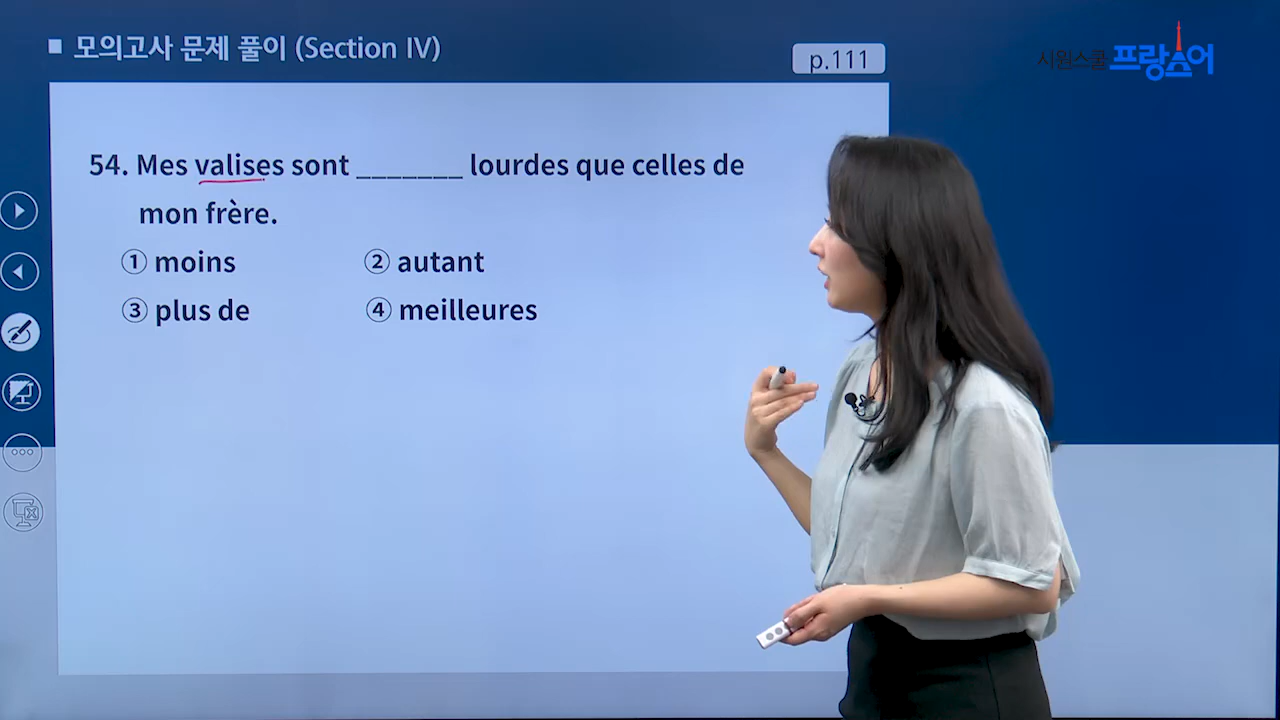 ■ 모의고사 문제 풀이 (Section IV)
p.111
시원스쿨 프랑스어
54. Mes valises sont _______ lourdes que celles de
mon frère.
① moins ② autant
③ plus de ④ meilleures